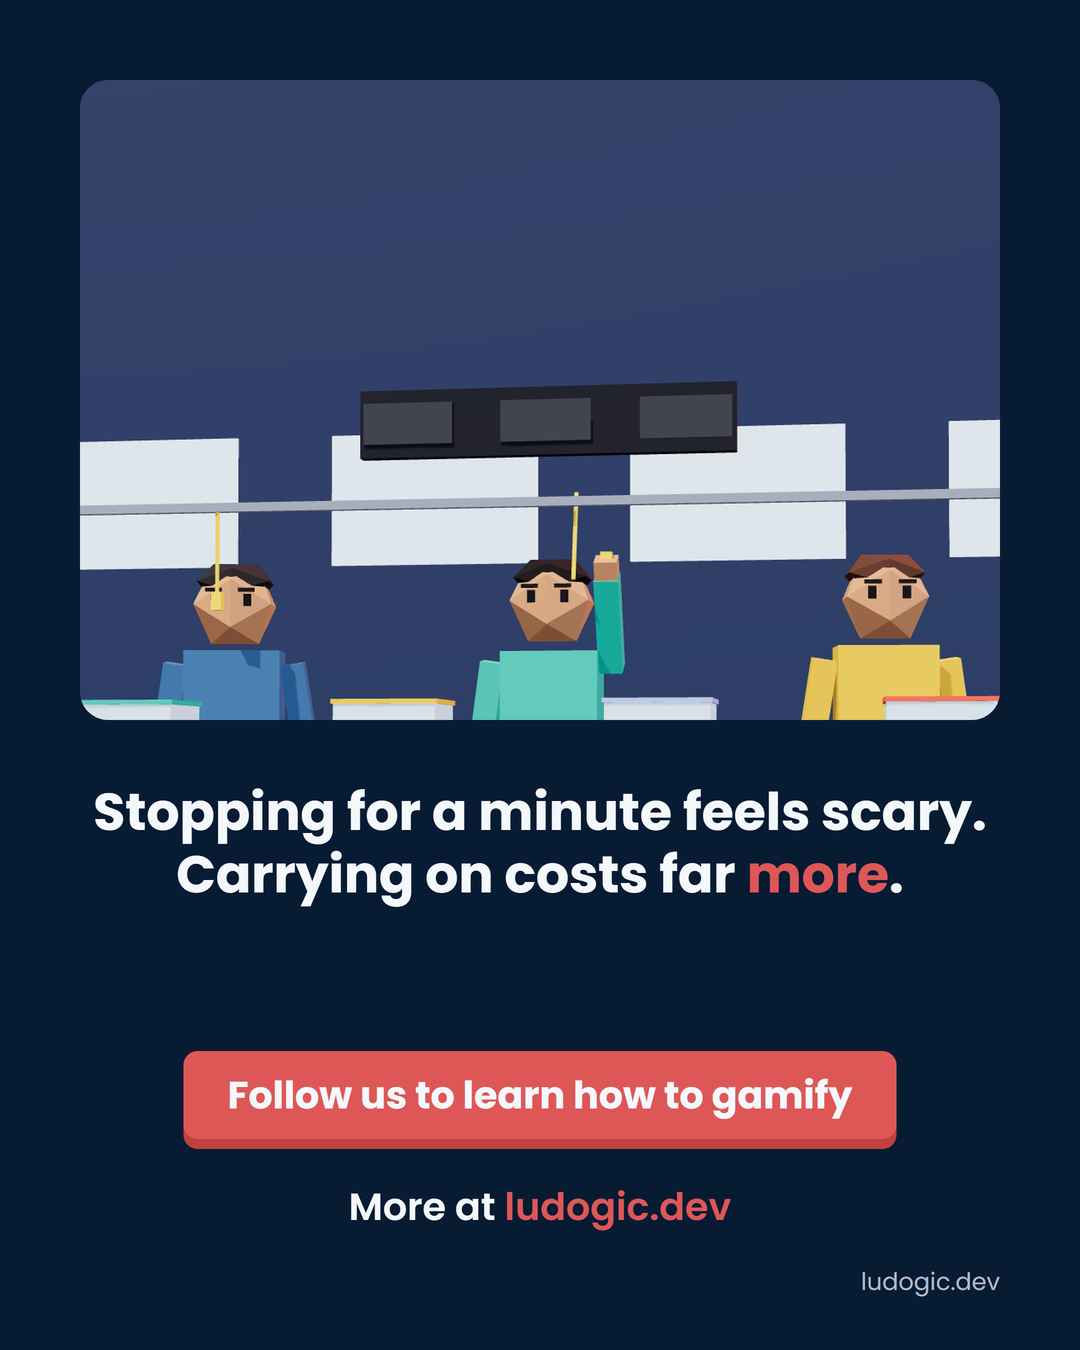 Stopping for a minute feels scary.
Carrying on costs far more.
Follow us to learn how to gamify
More at ludogic.dev
ludogic.dev